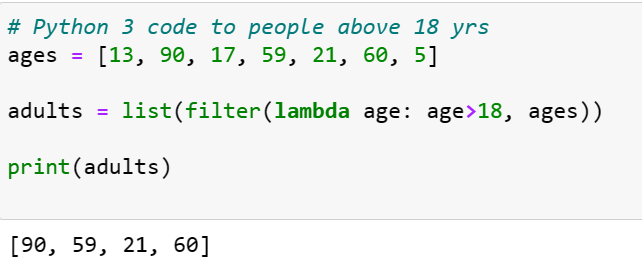 # Python 3 code to people above 18 yrs
ages = [13, 90, 17, 59, 21, 60, 5]
adults = list(filter(lambda age: age>18, ages))
print(adults)
[90, 59, 21, 60]